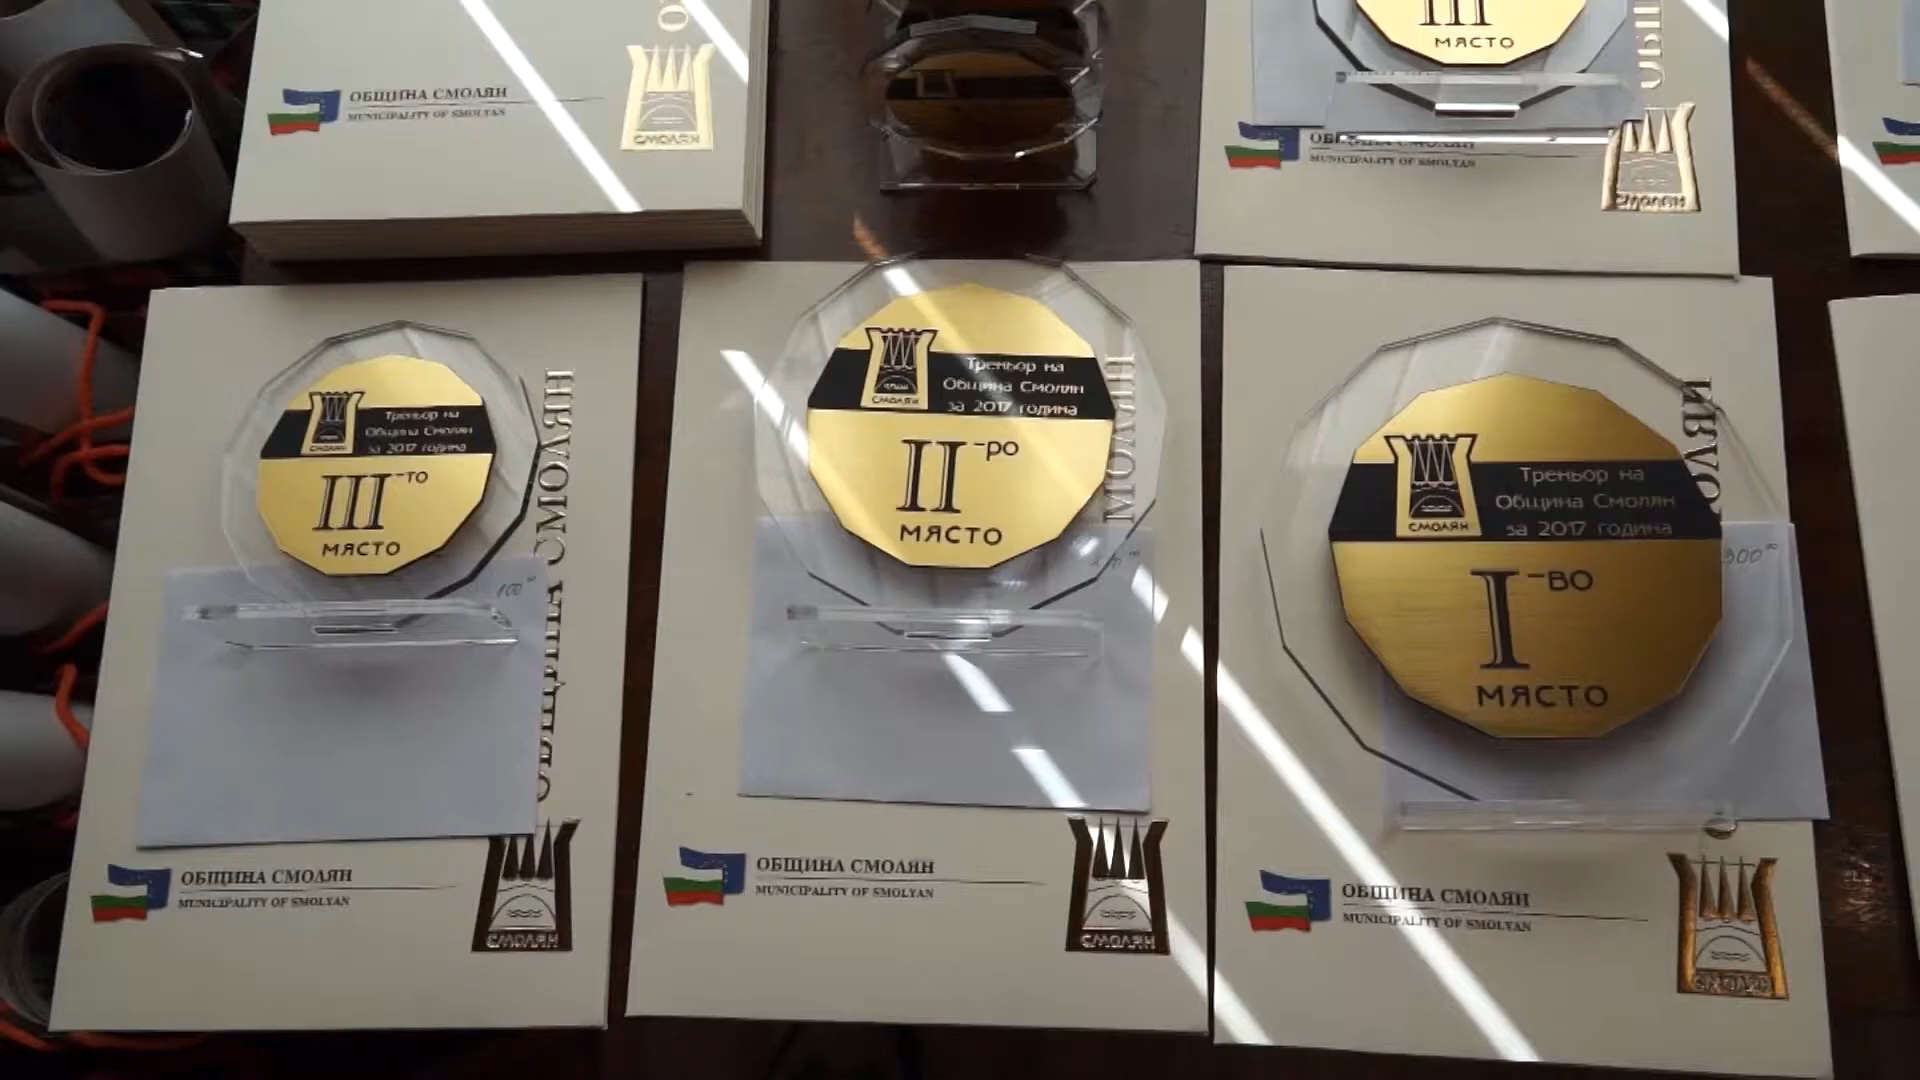 ОБЩИНА СМОЛЯН
MUNICIPALITY OF SMOLYAN
СМОЛЯН
III
МЯСТО
ОБЩИНА СМОЛЯН
MUNICIPALITY OF SMOLYAN
СМОЛЯН
СМОЛЯН
Треньор на
Община Смолян
за 2017 година
III-ТО
МЯСТО
100°°
ОБЩИНА СМОЛЯН
ОБЩИНА СМОЛЯН
MUNICIPALITY OF SMOLYAN
СМОЛЯН
СМОЛЯН
Треньор на
Община Смолян
за 2017 година
II-РО
МЯСТО
ОБЩИНА СМОЛЯН
MUNICIPALITY OF SMOLYAN
СМОЛЯН
СМОЛЯН
Треньор на
Община Смолян
за 2017 година
I-ВО
МЯСТО
300°°
ОБЩИНА СМОЛЯН
MUNICIPALITY OF SMOLYAN
СМОЛЯН